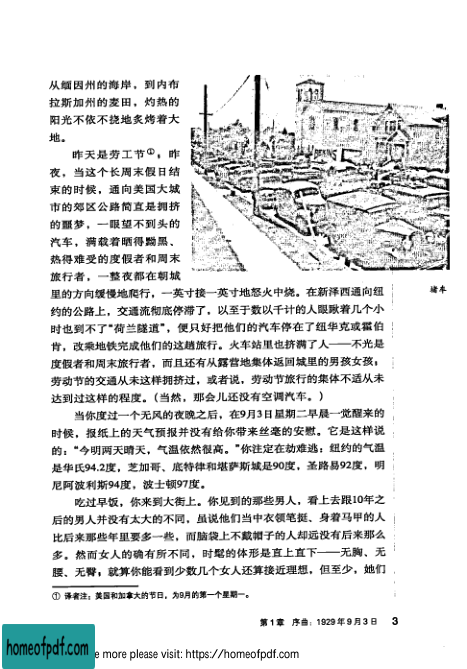 从缅因州的海岸，到内布
拉斯加州的麦田，灼热的
阳光不依不挠地炙烤着大
地。
昨天是劳工节①，昨
夜，当这个长周末假日结
束的时候，通向美国大城
市的郊区公路简直是拥挤
的噩梦，一眼望不到头的
汽车，满载着晒得黝黑、
热得难受的度假者和周末
旅行者，一整夜都在朝城
里的方向缓慢地爬行，一英寸接一英寸地怒火中烧。在新泽西通向纽
堵车
约的公路上，交通流彻底停滞了，以至于数以千计的人眼瞅着几个小
时也到不了“荷兰隧道”，便只好把他们的汽车停在了纽华克或霍伯
肯，改乘地铁完成他们的这趟旅行。火车站里也挤满了人——不光是
度假者和周末旅行者，而且还有从露营地集体返回城里的男孩女孩；
劳动节的交通从未这样拥挤过，或者说，劳动节旅行的集体不适从未
达到过这样的程度。（当然，那会儿还没有空调汽车。）
当你度过一个无风的夜晚之后，在9月3日星期二早晨一觉醒来的
时候，报纸上的天气预报并没有给你带来丝毫的安慰。它是这样说
的：“今明两天晴天，气温依然很高。”你注定在劫难逃：纽约的气温
是华氏94.2度，芝加哥、底特律和堪萨斯城是90度，圣路易92度，明
尼阿波利斯94度，波士顿97度。
吃过早饭，你来到大街上。你见到的那些男人，看上去跟10年之
后的男人并没有太大的不同，虽说他们当中衣领笔挺、身着马甲的人
比后来那些年里要多一些，而脑袋上不戴帽子的人却远没有后来那么
多。然而女人的确有所不同，时髦的体形是直上直下——无胸、无
腰、无臀；就算你能看到少数几个女人还算接近理想，但至少，她们
① 译者注：美国和加拿大的节日，为9月的第一个星期一。
第1章 序曲：1929年9月3日 3
homeofpdf.com
e more please visit: https://homeofpdf.com